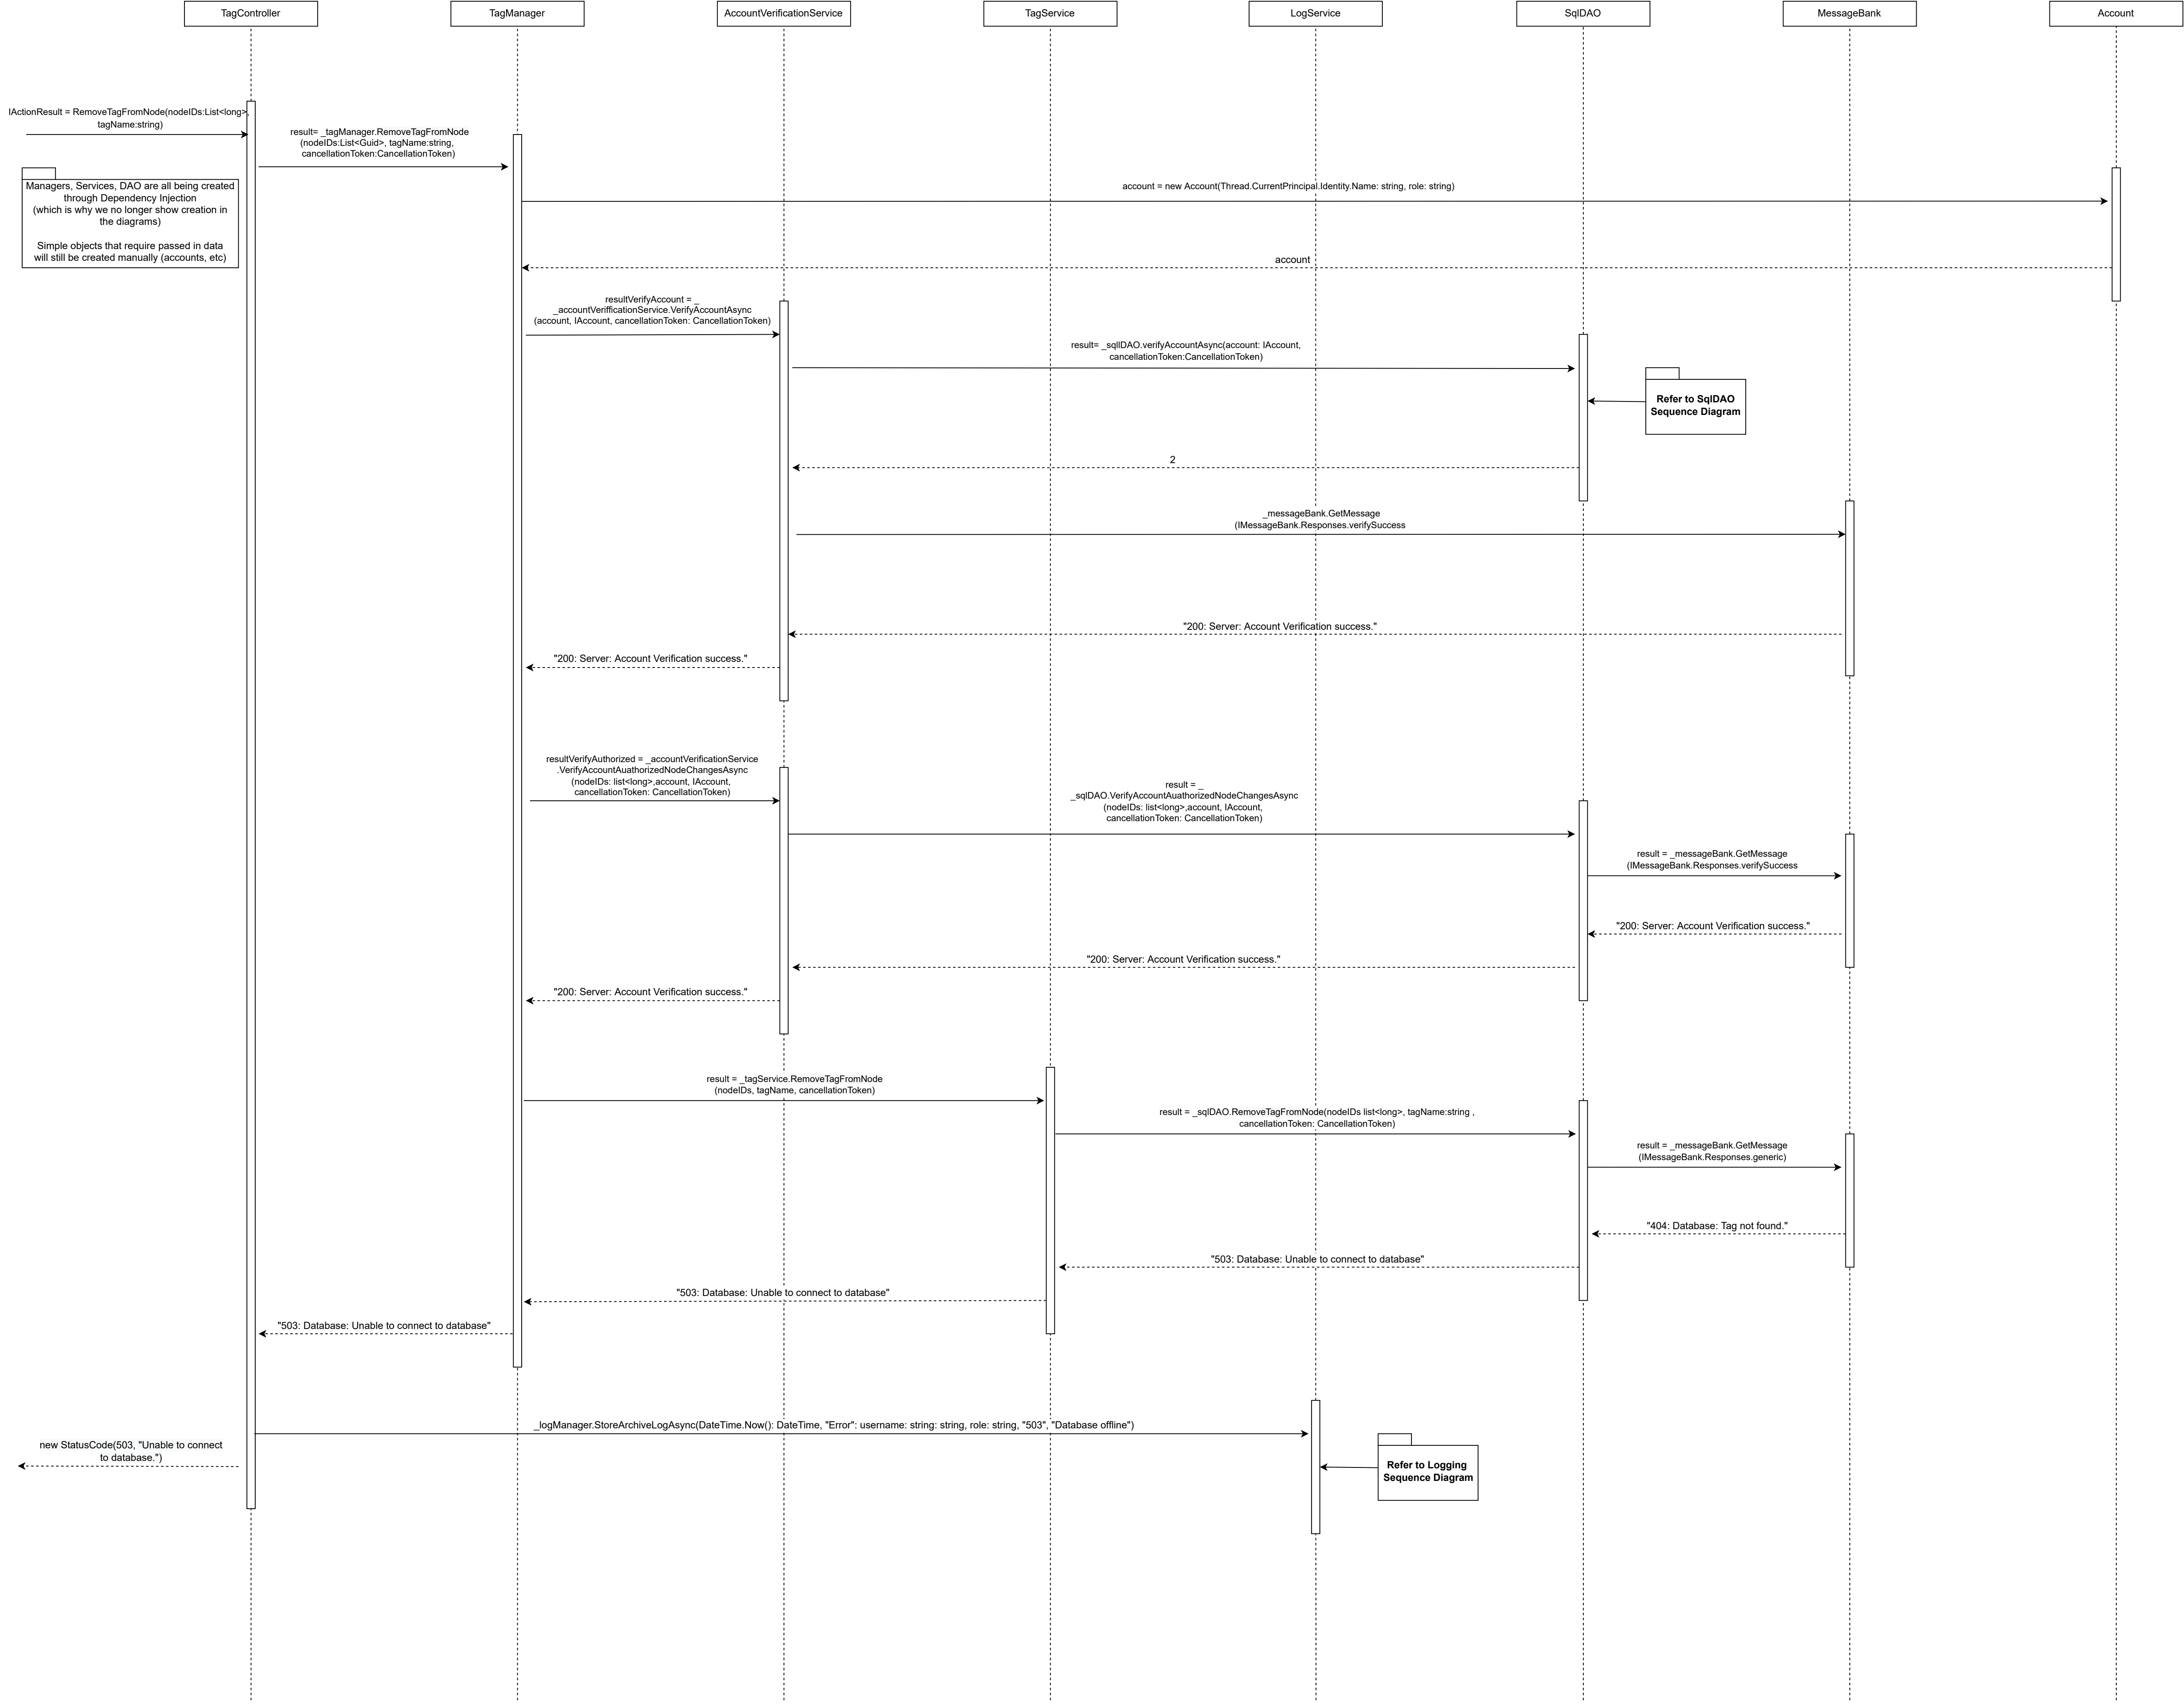 TagController
TagManager
AccountVerificationService
TagService
LogService
SqlDAO
MessageBank
Account
IActionResult = RemoveTagFromNode(nodeIDs:List<long>,
tagName:string)
result= _tagManager.RemoveTagFromNode
(nodeIDs:List<Guid>, tagName:string,
cancellationToken:CancellationToken)
Managers, Services, DAO are all being created
through Dependency Injection
(which is why we no longer show creation in
the diagrams)
Simple objects that require passed in data
will still be created manually (accounts, etc)
account = new Account(Thread.CurrentPrincipal.Identity.Name: string, role: string)
account
resultVerifyAccount = _
_accountVeriffication​Service.VerifyAccountAsync
(account, IAccount, cancellationToken: CancellationToken)
result= _sqllDAO.verifyAccountAsync(account: IAccount,
cancellationToken:CancellationToken)
Refer to SqlDAO
Sequence Diagram
2
_messageBank.GetMessage
(IMessageBank.Responses.verifySuccess
"200: Server: Account Verification success."
"200: Server: Account Verification success."
resultVerifyAuthorized = _accountVerificationService
.VerifyAccountAuathorizedNodeChangesAsync
(nodeIDs: list<long>,account, IAccount,
cancellationToken: CancellationToken)
result = _
_sqlDAO.VerifyAccountAuathorizedNodeChangesAsync
(nodeIDs: list<long>,account, IAccount,
cancellationToken: CancellationToken)
result = _messageBank.GetMessage
(IMessageBank.Responses.verifySuccess
"200: Server: Account Verification success."
"200: Server: Account Verification success."
"200: Server: Account Verification success."
result = _tagService.RemoveTagFromNode
(nodeIDs, tagName, cancellationToken)
result = _sqlDAO.RemoveTagFromNode(nodeIDs list<long>, tagName:string ,
cancellationToken: CancellationToken)
result = _messageBank.GetMessage
(IMessageBank.Responses.generic)
"404: Database: Tag not found."
"503: Database: Unable to connect to database"
"503: Database: Unable to connect to database"
"503: Database: Unable to connect to database"
_logManager.StoreArchiveLogAsync(DateTime.Now(): DateTime, "Error": username: string: string, role: string, "503", "Database offline")
new StatusCode(503, "Unable to connect
to database.")
Refer to Logging
Sequence Diagram